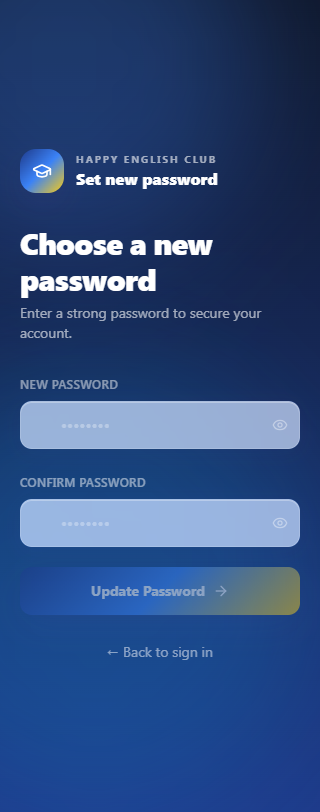 HAPPY ENGLISH CLUB
Set new password
Choose a new
password
Enter a strong password to secure your
account.
NEW PASSWORD
••••••••
CONFIRM PASSWORD
••••••••
Update Password →
← Back to sign in